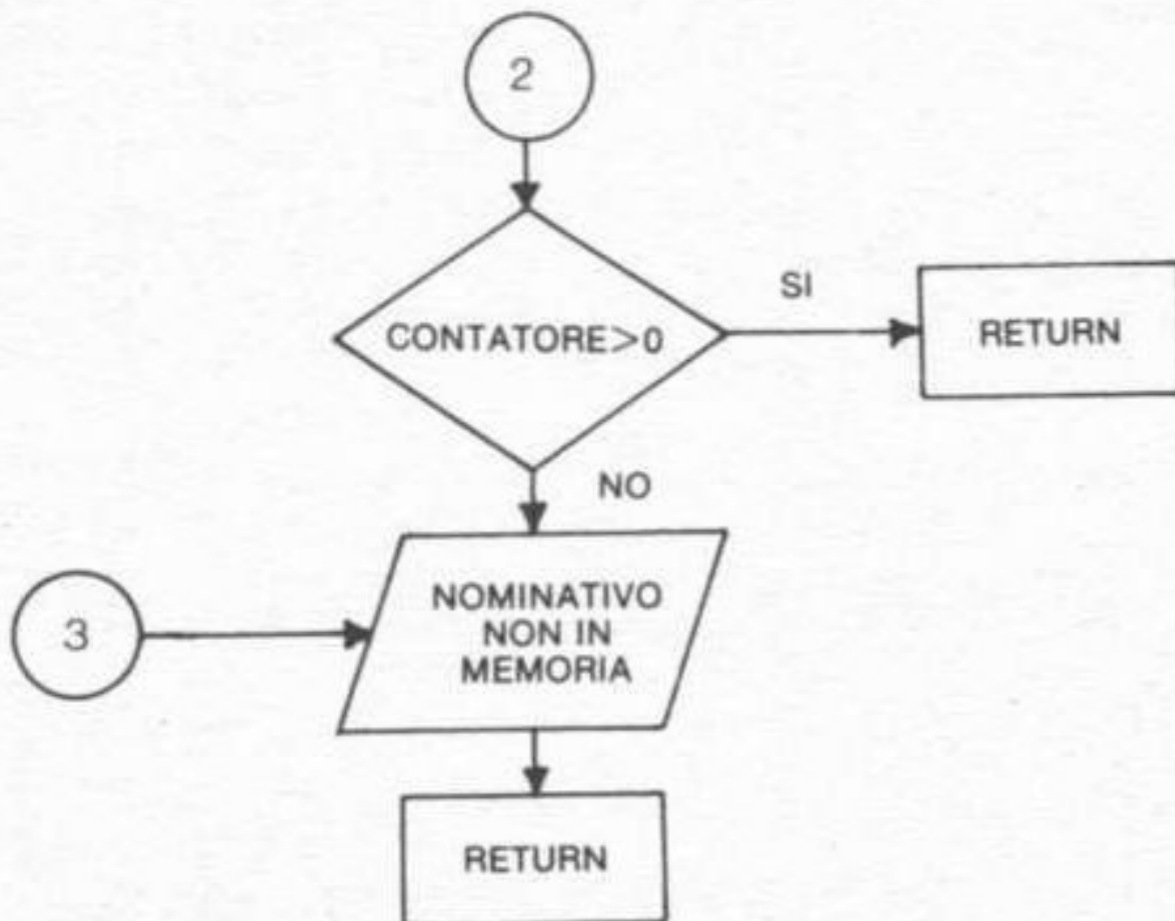 2
CONTATORE>0
SI
RETURN
NO
3
NOMINATIVO
NON IN
MEMORIA
RETURN